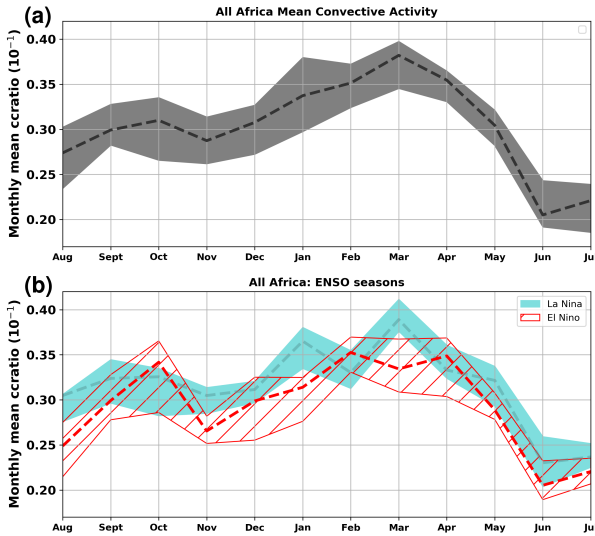 (a)
All Africa Mean Convective Activity
Monthly mean ccratio (10⁻¹)
0.40
0.35
0.30
0.25
0.20
Aug Sept Oct Nov Dec Jan Feb Mar Apr May Jun Ju
(b)
All Africa: ENSO seasons
Monthly mean ccratio (10⁻¹)
0.40
0.35
0.30
0.25
0.20
La Nina
El Nino
Aug Sept Oct Nov Dec Jan Feb Mar Apr May Jun Ju